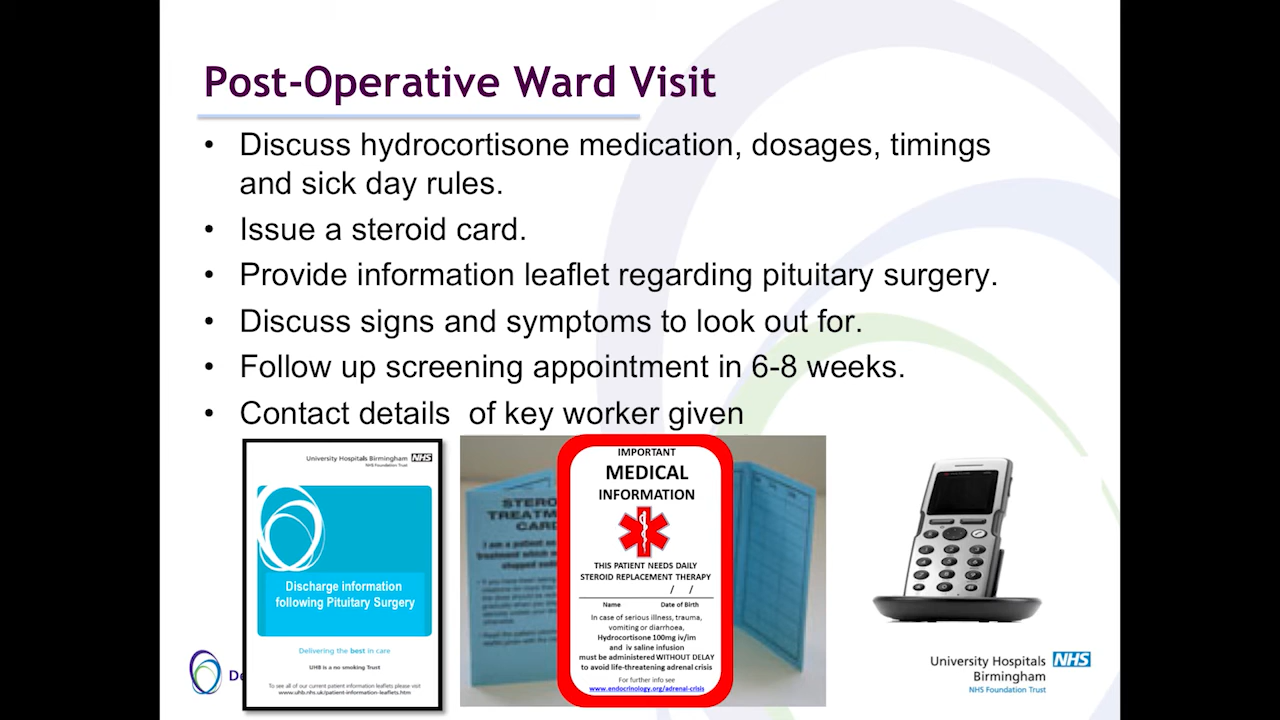 Post-Operative Ward Visit
• Discuss hydrocortisone medication, dosages, timings
and sick day rules.
• Issue a steroid card.
• Provide information leaflet regarding pituitary surgery.
• Discuss signs and symptoms to look out for.
• Follow up screening appointment in 6-8 weeks.
• Contact details of key worker given
University Hospitals Birmingham NHS
NHS Foundation Trust
Discharge information
following Pituitary Surgery
Delivering the best in care
UHB is a no smoking Trust
To see all of our current patient information leaflets please visit
www.uhb.nhs.uk/patient-information-leaflets.htm
STERO
TREATM
CARD
I am a patient on
treatment which
IMPORTANT
MEDICAL
INFORMATION
THIS PATIENT NEEDS DAILY
STEROID REPLACEMENT THERAPY
/ /
Name Date of Birth
In case of serious illness, trauma,
vomiting or diarrhoea,
Hydrocortisone 100mg iv/im
and iv saline infusion
must be administered WITHOUT DELAY
to avoid life-threatening adrenal crisis
For further info see
www.endocrinology.org/adrenal-crisis
De
University Hospitals NHS
Birmingham
NHS Foundation Trust